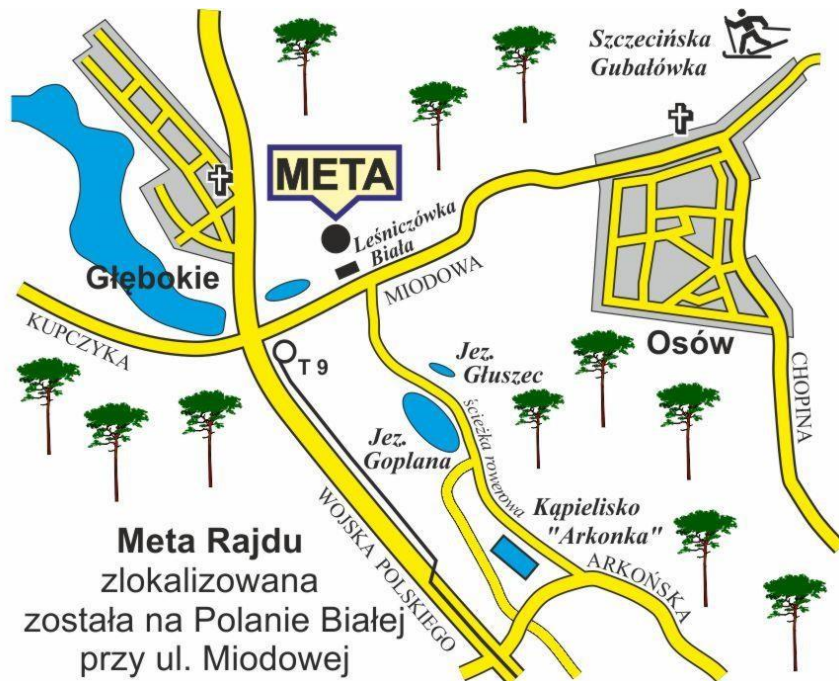 Szczecińska
Gubałówka
META
Leśniczówka
Biała
Głębokie
MIODOWA
KUPCZYKA
T 9
Osów
CHOPINA
Jez.
Głuszec
ścieżka rowerowa
Jez.
Goplana
Kąpielisko
"Arkonka"
ARKOŃSKA
WOJSKA POLSKIEGO
Meta Rajdu
zlokalizowana
została na Polanie Białej
przy ul. Miodowej